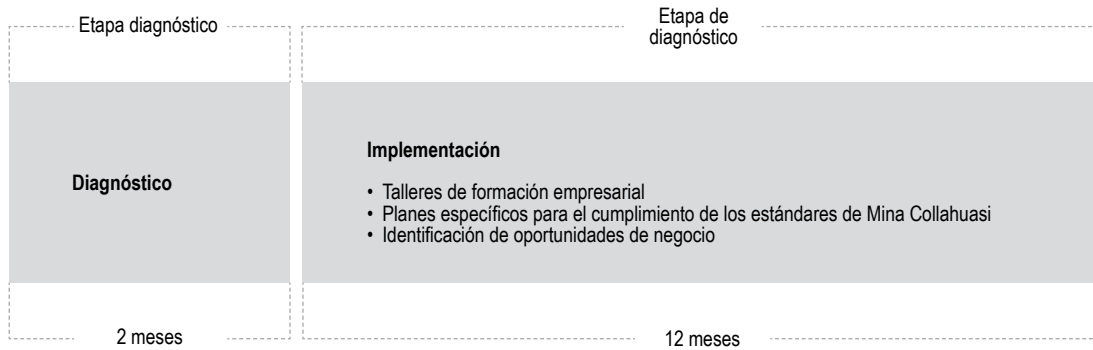 Etapa diagnóstico
Etapa de
diagnóstico
Diagnóstico
Implementación
• Talleres de formación empresarial
• Planes específicos para el cumplimiento de los estándares de Mina Collahuasi
• Identificación de oportunidades de negocio
2 meses
12 meses